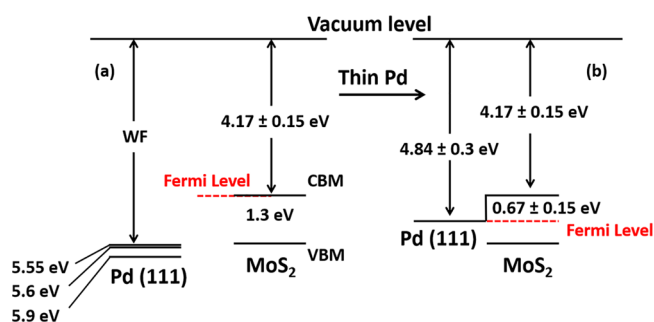 Vacuum level
(a)
(b)
Thin Pd
4.17 ± 0.15 eV
4.17 ± 0.15 eV
WF
4.84 ± 0.3 eV
Fermi Level
CBM
1.3 eV
0.67 ± 0.15 eV
Pd (111)
Fermi Level
VBM
5.55 eV
Pd (111)
MoS₂
MoS₂
5.6 eV
5.9 eV